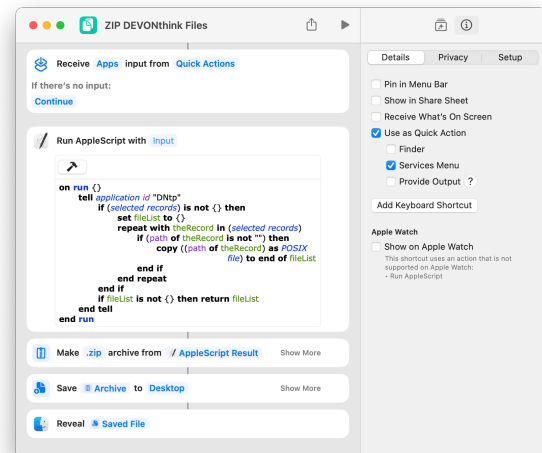 ZIP DEVONthink Files
Receive Apps input from Quick Actions
If there's no input:
Continue
Run AppleScript with Input
on run {}
tell application id "DNtp"
if (selected records) is not {} then
set fileList to {}
repeat with theRecord in (selected records)
if (path of theRecord is not "") then
copy ((path of theRecord) as POSIX
file) to end of fileList
end if
end repeat
end if
if fileList is not {} then return fileList
end tell
end run
Make .zip archive from AppleScript Result Show More
Save Archive to Desktop Show More
Reveal Saved File
Details Privacy Setup
Pin in Menu Bar
Show in Share Sheet
Receive What's On Screen
Use as Quick Action
Finder
Services Menu
Provide Output ?
Add Keyboard Shortcut
Apple Watch
Show on Apple Watch
This shortcut uses an action that is not
supported on Apple Watch:
• Run AppleScript